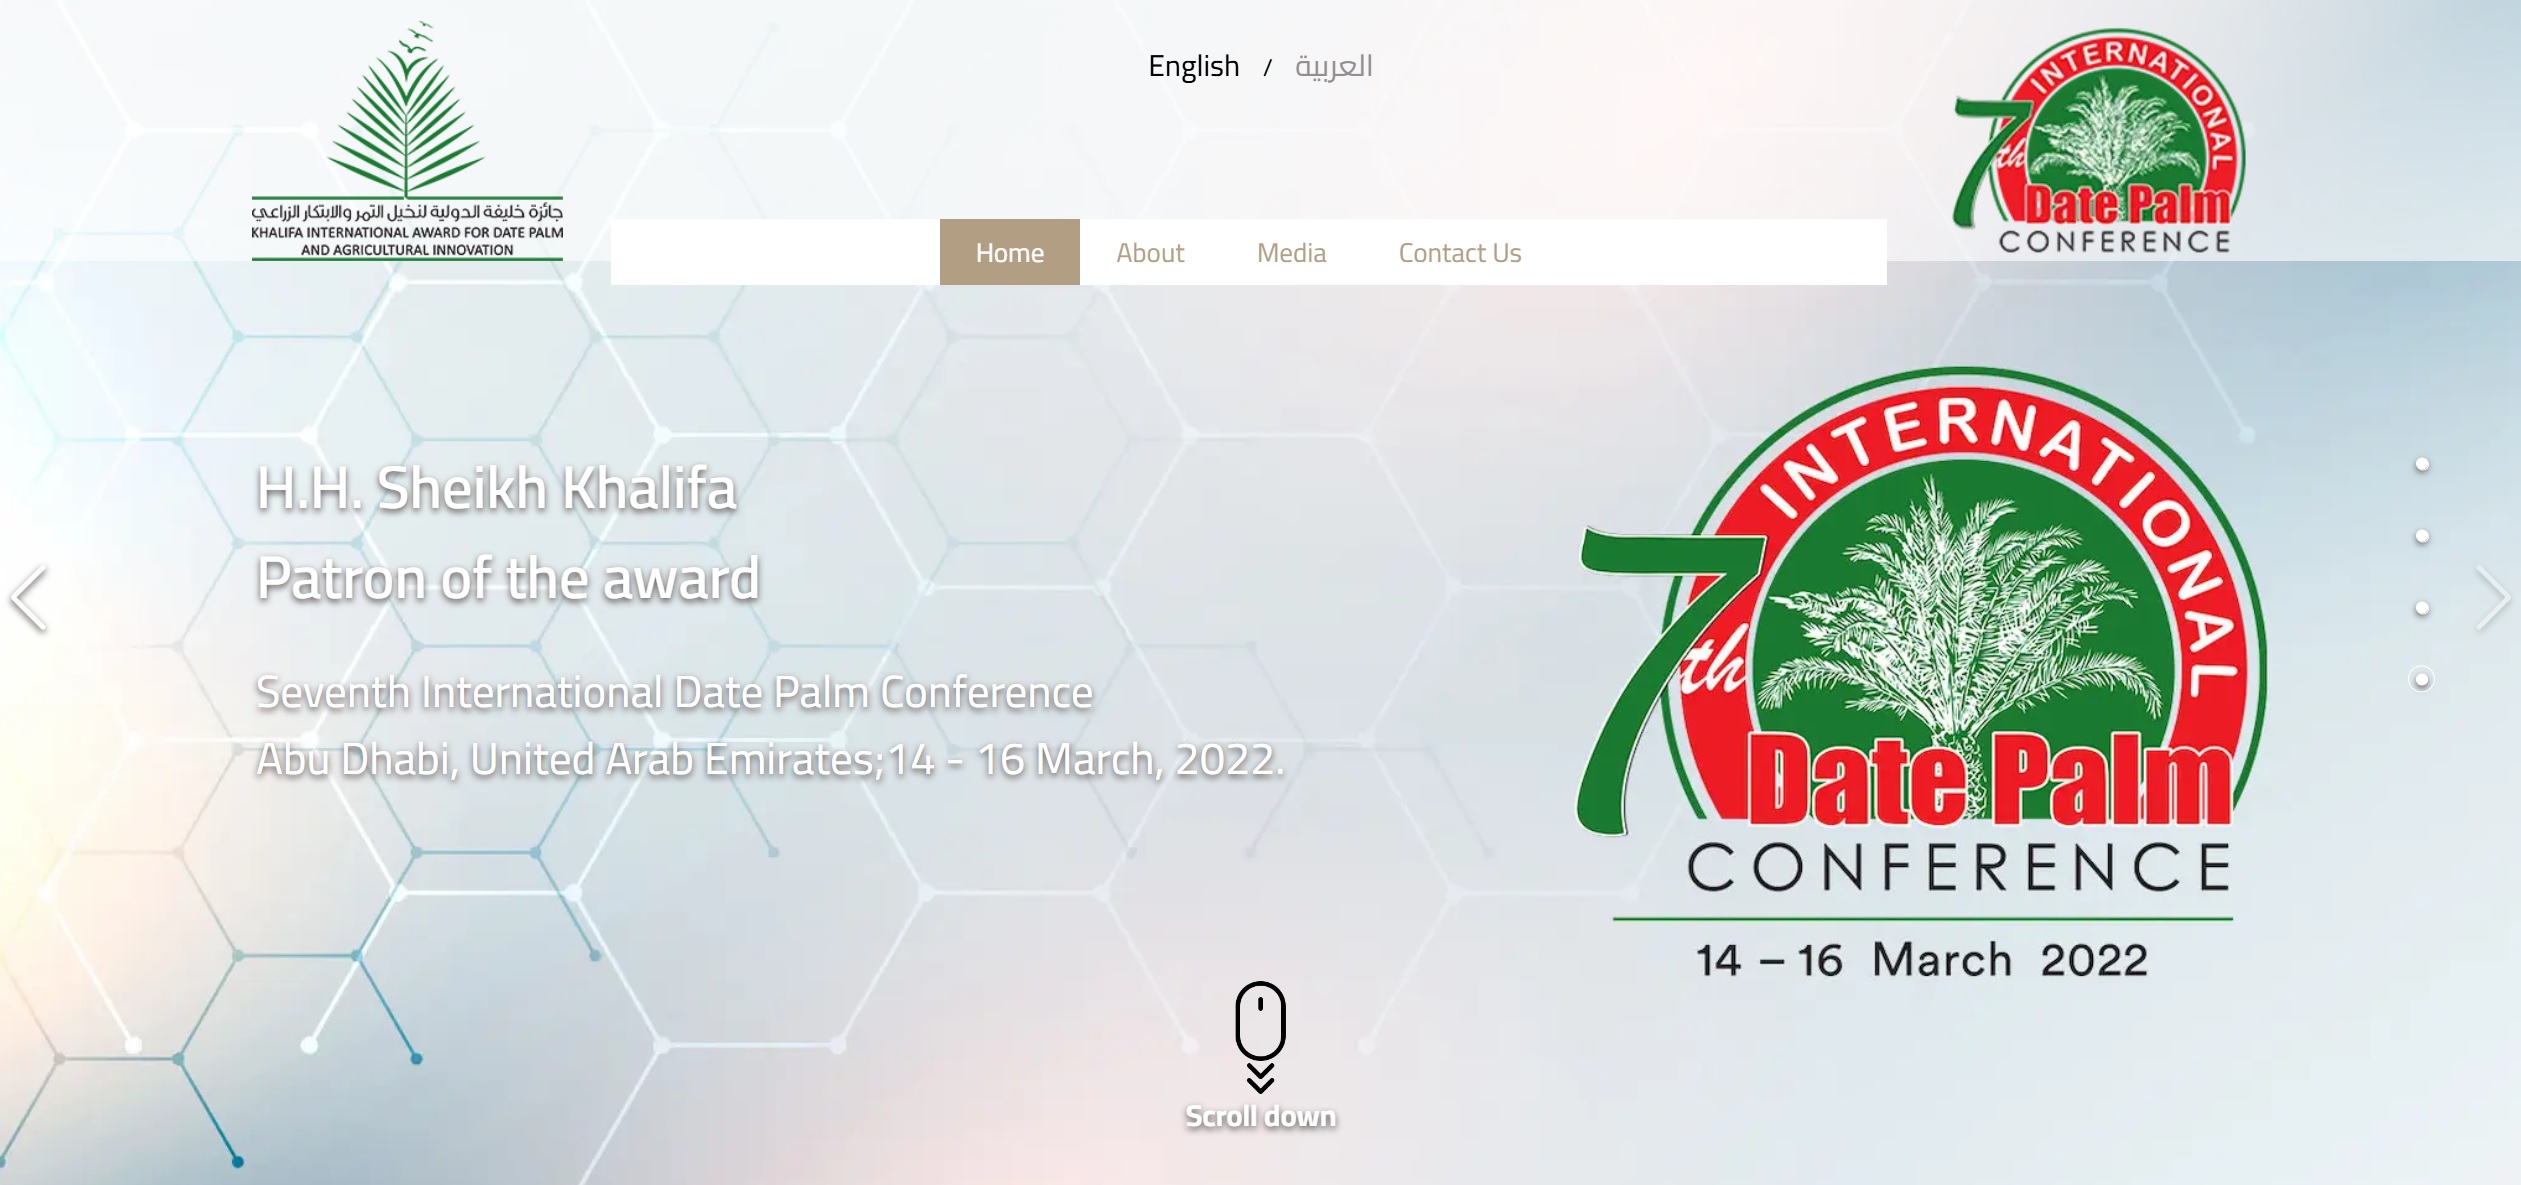 جائزة خليفة الدولية لنخيل التمر والابتكار الزراعي
KHALIFA INTERNATIONAL AWARD FOR DATE PALM
AND AGRICULTURAL INNOVATION
English / العربية
7th
INTERNATIONAL
Date Palm
CONFERENCE
Home
About
Media
Contact Us
H.H. Sheikh Khalifa
Patron of the award
Seventh International Date Palm Conference
Abu Dhabi, United Arab Emirates;14 - 16 March, 2022.
7th
INTERNATIONAL
Date Palm
CONFERENCE
14 – 16 March 2022
Scroll down